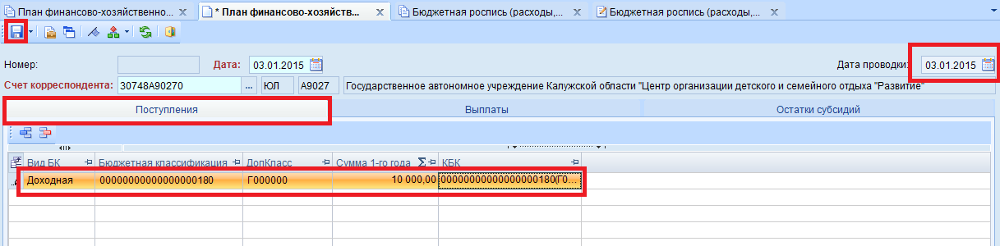 План финансово-хозяйственно...
* План финансово-хозяйств...
Бюджетная роспись (расходы,...
Бюджетная роспись (расходы,...
Номер: Дата: 03.01.2015 Дата проводки: 03.01.2015
Счет корреспондента: 30748А90270 ... ЮЛ А9027 Государственное автономное учреждение Калужской области "Центр организации детского и семейного отдыха "Развитие"
Поступления Выплаты Остатки субсидий
Вид БК Бюджетная классификация ДопКласс Сумма 1-го года Σ КБК
Доходная 00000000000000000180 Г000000 10 000,00 00000000000000000180(Г0...